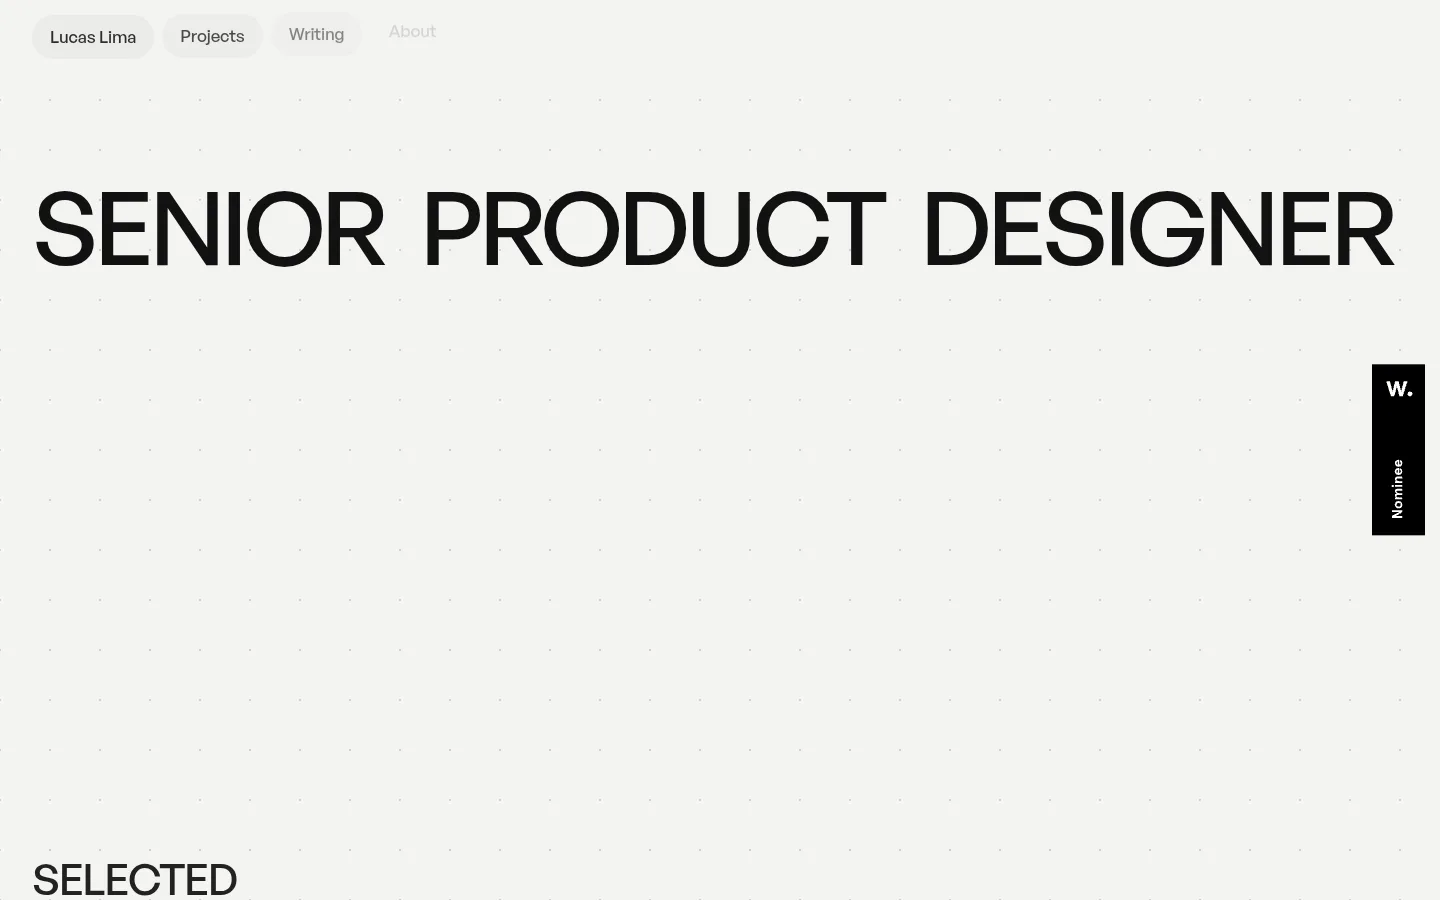 Lucas Lima
Projects
Writing
About
SENIOR PRODUCT DESIGNER
W.
Nominee
SELECTED